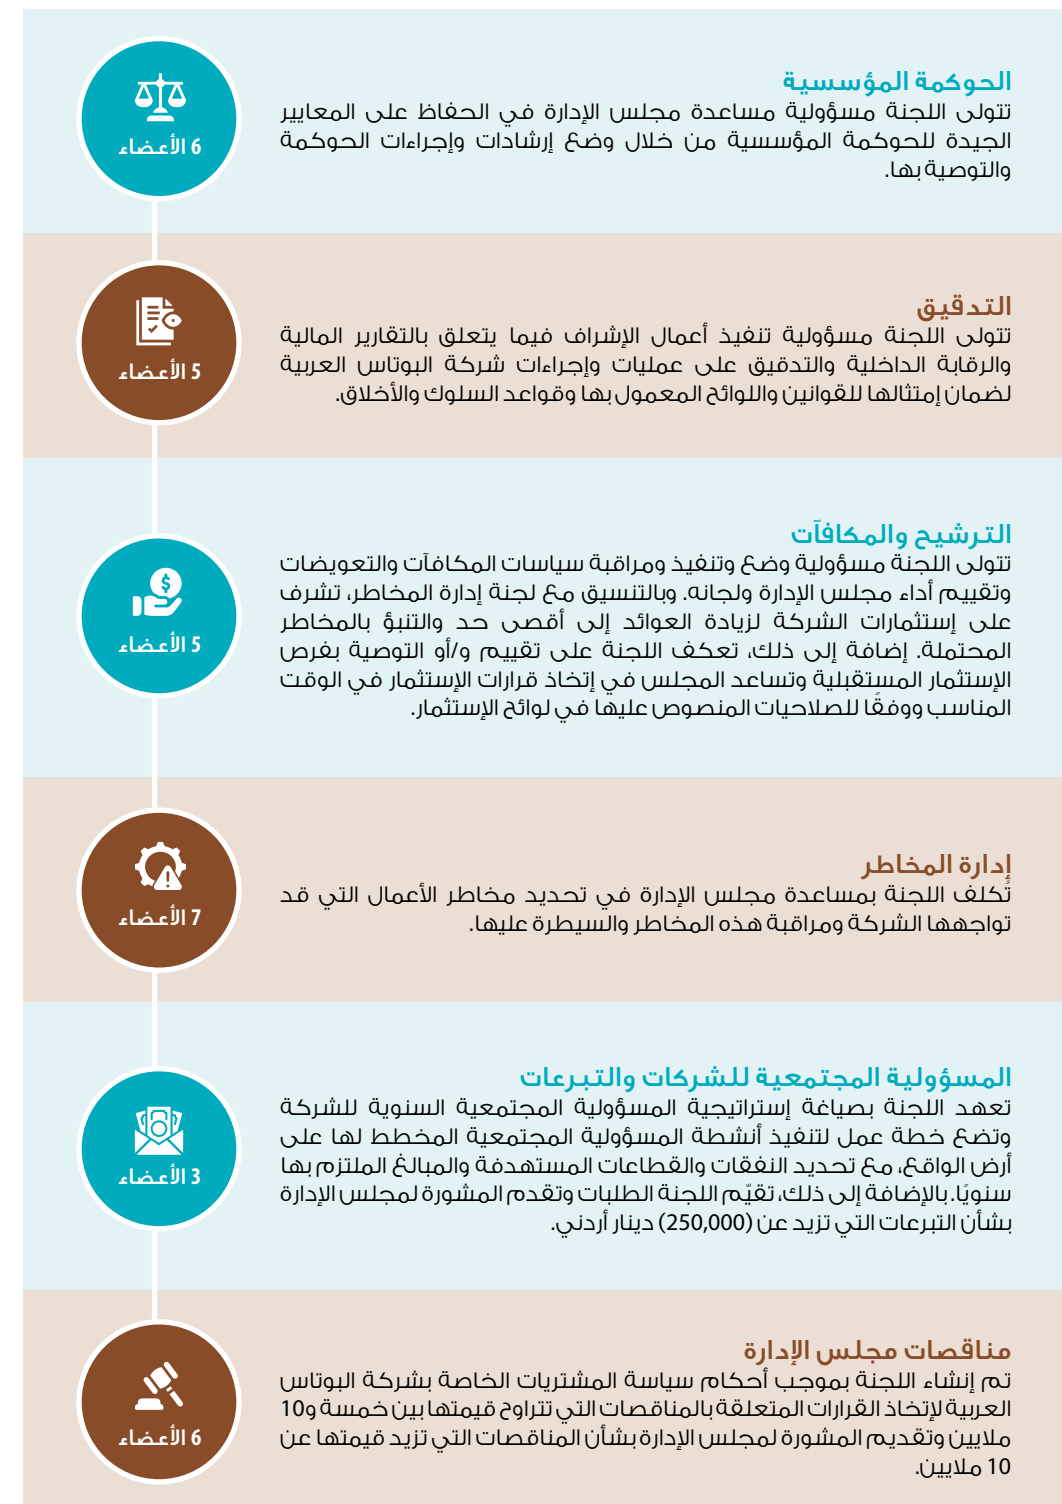 الحوكمة المؤسسية
تتولى اللجنة مسؤولية مساعدة مجلس الإدارة في الحفاظ على المعايير
الجيدة للحوكمة المؤسسية من خلال وضع إرشادات وإجراءات الحوكمة
والتوصية بها.
6 الأعضاء
التدقيق
تتولى اللجنة مسؤولية تنفيذ أعمال الإشراف فيما يتعلق بالتقارير المالية
والرقابة الداخلية والتدقيق على عمليات وإجراءات شركة البوتاس العربية
لضمان إمتثالها للقوانين واللوائح المعمول بها وقواعد السلوك والأخلاق.
5 الأعضاء
الترشيح والمكافآت
تتولى اللجنة مسؤولية وضع وتنفيذ ومراقبة سياسات المكافآت والتعويضات
وتقييم أداء مجلس الإدارة ولجانه. وبالتنسيق مع لجنة إدارة المخاطر، تشرف
على إستثمارات الشركة لزيادة العوائد إلى أقصى حد والتنبؤ بالمخاطر
المحتملة. إضافة إلى ذلك، تعكف اللجنة على تقييم و/أو التوصية بفرص
الإستثمار المستقبلية وتساعد المجلس في إتخاذ قرارات الإستثمار في الوقت
المناسب ووفقًا للصلاحيات المنصوص عليها في لوائح الإستثمار.
5 الأعضاء
إدارة المخاطر
تُكلف اللجنة بمساعدة مجلس الإدارة في تحديد مخاطر الأعمال التي قد
تواجهها الشركة ومراقبة هذه المخاطر والسيطرة عليها.
7 الأعضاء
المسؤولية المجتمعية للشركات والتبرعات
تعهد اللجنة بصياغة إستراتيجية المسؤولية المجتمعية السنوية للشركة
وتضع خطة عمل لتنفيذ أنشطة المسؤولية المجتمعية المخطط لها على
أرض الواقع، مع تحديد النفقات والقطاعات المستهدفة والمبالغ الملتزم بها
سنويًا. بالإضافة إلى ذلك، تقيّم اللجنة الطلبات وتقدم المشورة لمجلس الإدارة
بشأن التبرعات التي تزيد عن (250,000) دينار أردني.
3 الأعضاء
مناقصات مجلس الإدارة
تم إنشاء اللجنة بموجب أحكام سياسة المشتريات الخاصة بشركة البوتاس
العربية لإتخاذ القرارات المتعلقة بالمناقصات التي تتراوح قيمتها بين خمسة و10
ملايين وتقديم المشورة لمجلس الإدارة بشأن المناقصات التي تزيد قيمتها عن
10 ملايين.
6 الأعضاء